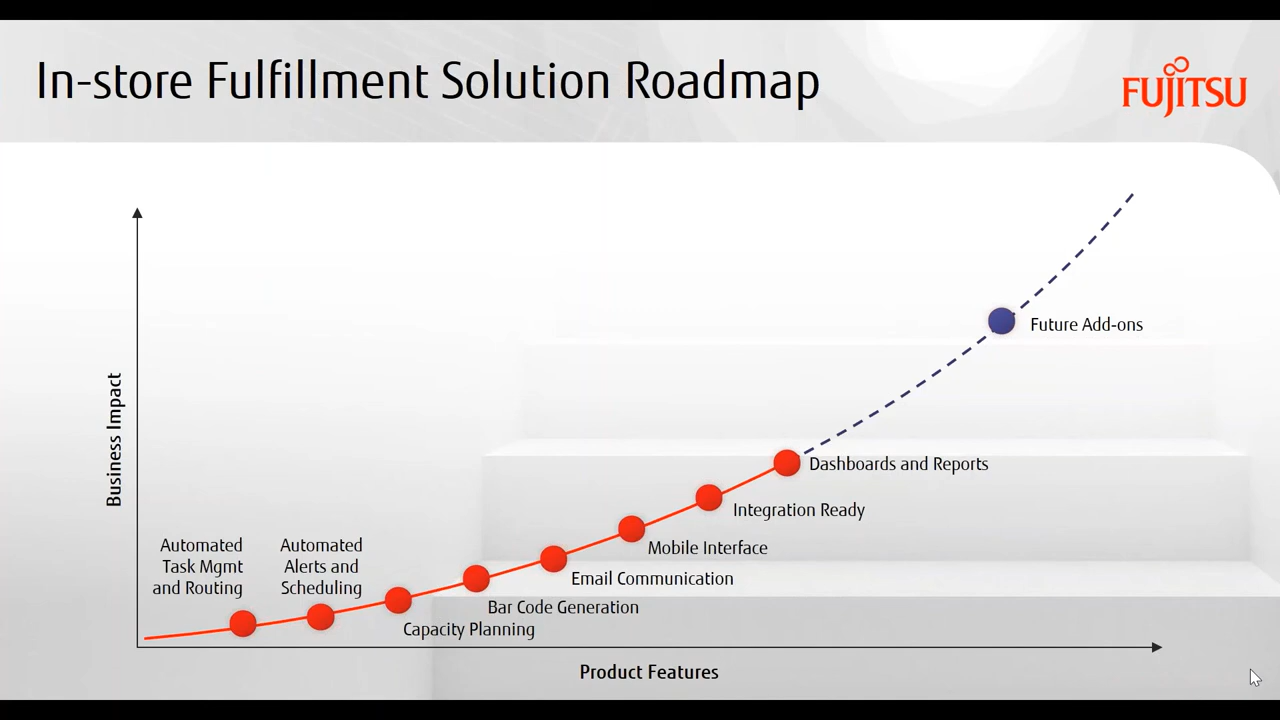 In-store Fulfillment Solution Roadmap
FUJITSU
Future Add-ons
Business Impact
Dashboards and Reports
Integration Ready
Automated
Task Mgmt
and Routing
Automated
Alerts and
Scheduling
Mobile Interface
Email Communication
Bar Code Generation
Capacity Planning
Product Features